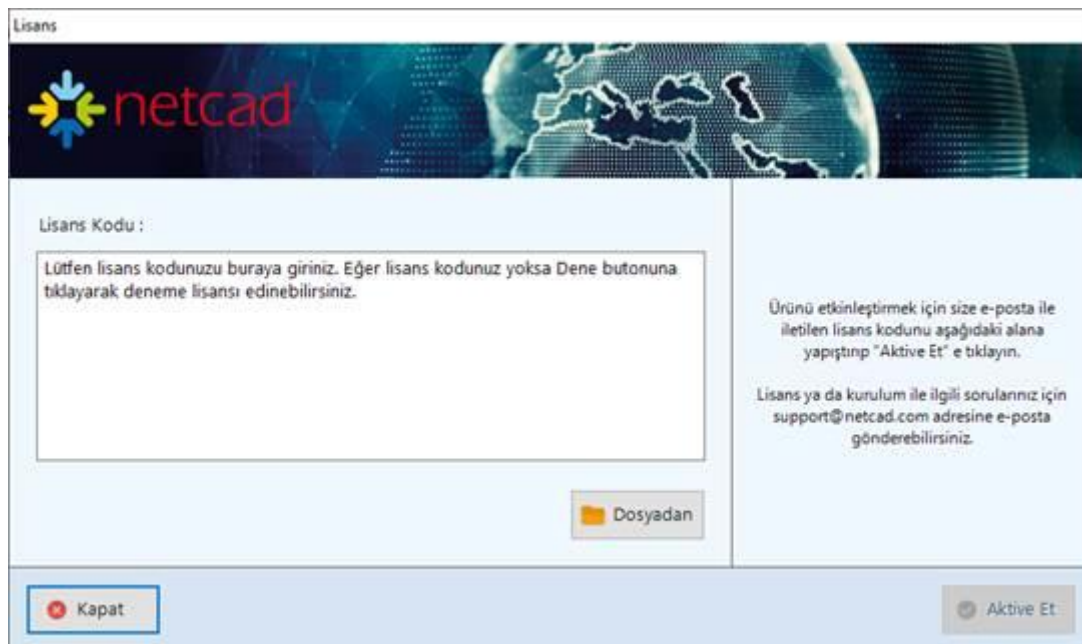 Lisans
netcad
Lisans Kodu :
Lütfen lisans kodunuzu buraya giriniz. Eğer lisans kodunuz yoksa Dene butonuna
tıklayarak deneme lisansı edinebilirsiniz.
Dosyadan
Ürünü etkinleştirmek için size e-posta ile
iletilen lisans kodunu aşağıdaki alana
yapıştırıp "Aktive Et" e tıklayın.
Lisans ya da kurulum ile ilgili sorularınız için
support@netcad.com adresine e-posta
gönderebilirsiniz.
Kapat
Aktive Et